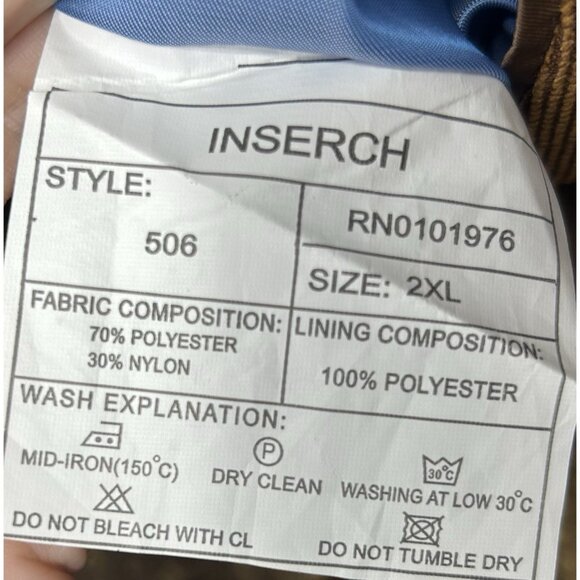 INSERCH
STYLE:
506
RN0101976
SIZE: 2XL
FABRIC COMPOSITION:
70% POLYESTER
30% NYLON
LINING COMPOSITION:
100% POLYESTER
WASH EXPLANATION:
MID-IRON(150°C)
P
DRY CLEAN
30°C
WASHING AT LOW 30°C
DO NOT BLEACH WITH CL
DO NOT TUMBLE DRY